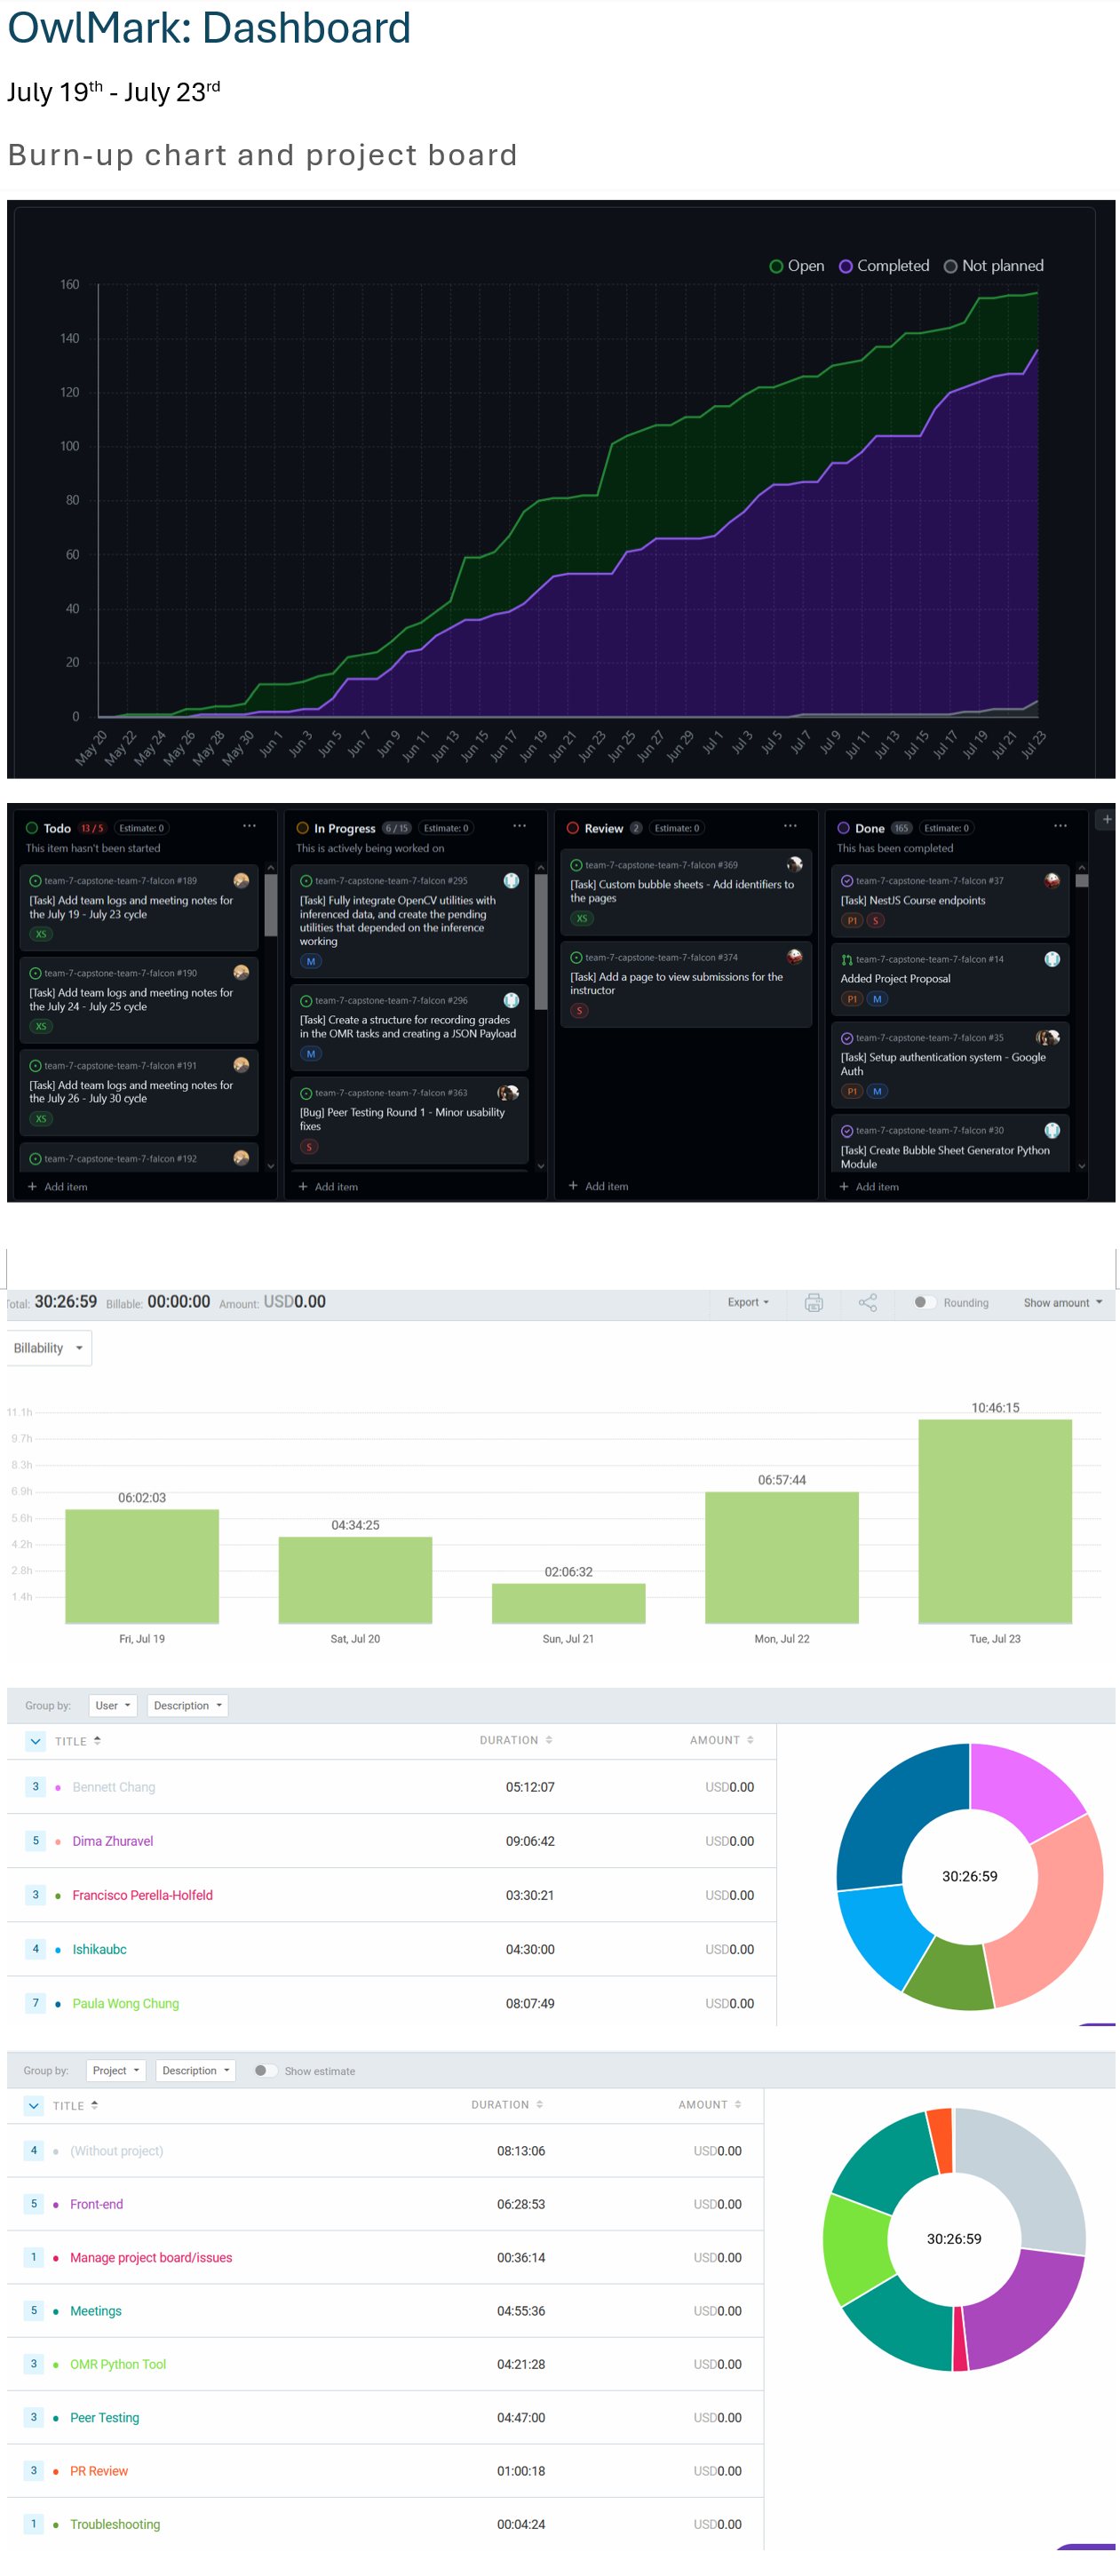 OwlMark: Dashboard
July 19th - July 23rd
Burn-up chart and project board
Open Completed Not planned
160
140
120
100
80
60
40
20
0
May 20 May 22 May 24 May 26 May 28 May 30 Jun 1 Jun 3 Jun 5 Jun 7 Jun 9 Jun 11 Jun 13 Jun 15 Jun 17 Jun 19 Jun 21 Jun 23 Jun 25 Jun 27 Jun 29 Jul 1 Jul 3 Jul 5 Jul 7 Jul 9 Jul 11 Jul 13 Jul 15 Jul 17 Jul 19 Jul 21 Jul 23
Todo 13 / 5 Estimate: 0
This item hasn't been started
team-7-capstone-team-7-falcon #189
[Task] Add team logs and meeting notes for
the July 19 - July 23 cycle
XS
team-7-capstone-team-7-falcon #190
[Task] Add team logs and meeting notes for
the July 24 - July 25 cycle
XS
team-7-capstone-team-7-falcon #191
[Task] Add team logs and meeting notes for
the July 26 - July 30 cycle
XS
team-7-capstone-team-7-falcon #192
+ Add item
In Progress 6 / 15 Estimate: 0
This is actively being worked on
team-7-capstone-team-7-falcon #295
[Task] Fully integrate OpenCV utilities with
inferenced data, and create the pending
utilities that depended on the inference
working
M
team-7-capstone-team-7-falcon #296
[Task] Create a structure for recording grades
in the OMR tasks and creating a JSON Payload
M
team-7-capstone-team-7-falcon #363
[Bug] Peer Testing Round 1 - Minor usability
fixes
S
+ Add item
Review 2 Estimate: 0
team-7-capstone-team-7-falcon #369
[Task] Custom bubble sheets - Add identifiers to
the pages
XS
team-7-capstone-team-7-falcon #374
[Task] Add a page to view submissions for the
instructor
S
+ Add item
Done 165 Estimate: 0
This has been completed
team-7-capstone-team-7-falcon #37
[Task] NestJS Course endpoints
P1 S
team-7-capstone-team-7-falcon #14
Added Project Proposal
P1 M
team-7-capstone-team-7-falcon #35
[Task] Setup authentication system - Google
Auth
P1 M
team-7-capstone-team-7-falcon #30
[Task] Create Bubble Sheet Generator Python
Module
+ Add item
Total: 30:26:59 Billable: 00:00:00 Amount: USD0.00 Export Rounding Show amount
Billability
11.1h
9.7h
8.3h
6.9h
5.6h
4.2h
2.8h
1.4h
06:02:03
04:34:25
02:06:32
06:57:44
10:46:15
Fri, Jul 19 Sat, Jul 20 Sun, Jul 21 Mon, Jul 22 Tue, Jul 23
Group by: User Description
TITLE DURATION AMOUNT
3 Bennett Chang 05:12:07 USD0.00
5 Dima Zhuravel 09:06:42 USD0.00
3 Francisco Perella-Holfeld 03:30:21 USD0.00
4 Ishikaubc 04:30:00 USD0.00
7 Paula Wong Chung 08:07:49 USD0.00
30:26:59
Group by: Project Description Show estimate
TITLE DURATION AMOUNT
4 (Without project) 08:13:06 USD0.00
5 Front-end 06:28:53 USD0.00
1 Manage project board/issues 00:36:14 USD0.00
5 Meetings 04:55:36 USD0.00
3 OMR Python Tool 04:21:28 USD0.00
3 Peer Testing 04:47:00 USD0.00
3 PR Review 01:00:18 USD0.00
1 Troubleshooting 00:04:24 USD0.00
30:26:59